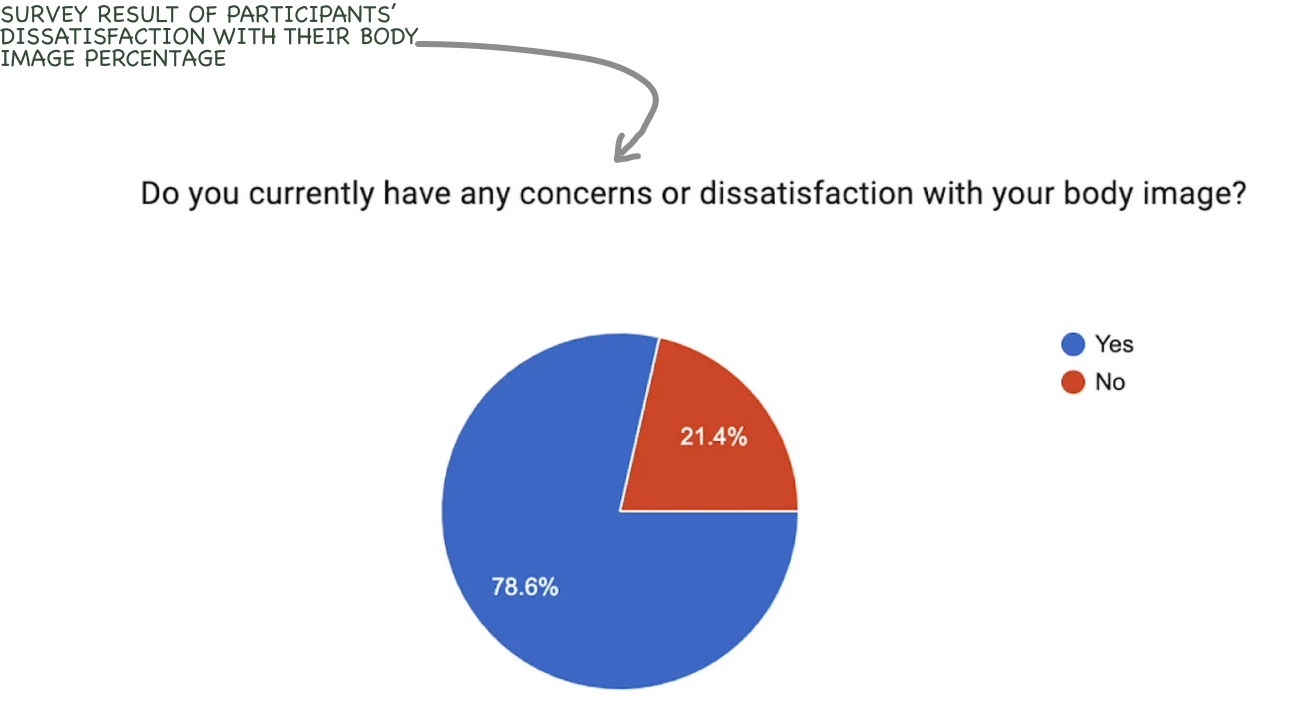 SURVEY RESULT OF PARTICIPANTS'
DISSATISFACTION WITH THEIR BODY
IMAGE PERCENTAGE
Do you currently have any concerns or dissatisfaction with your body image?
Yes
No
21.4%
78.6%